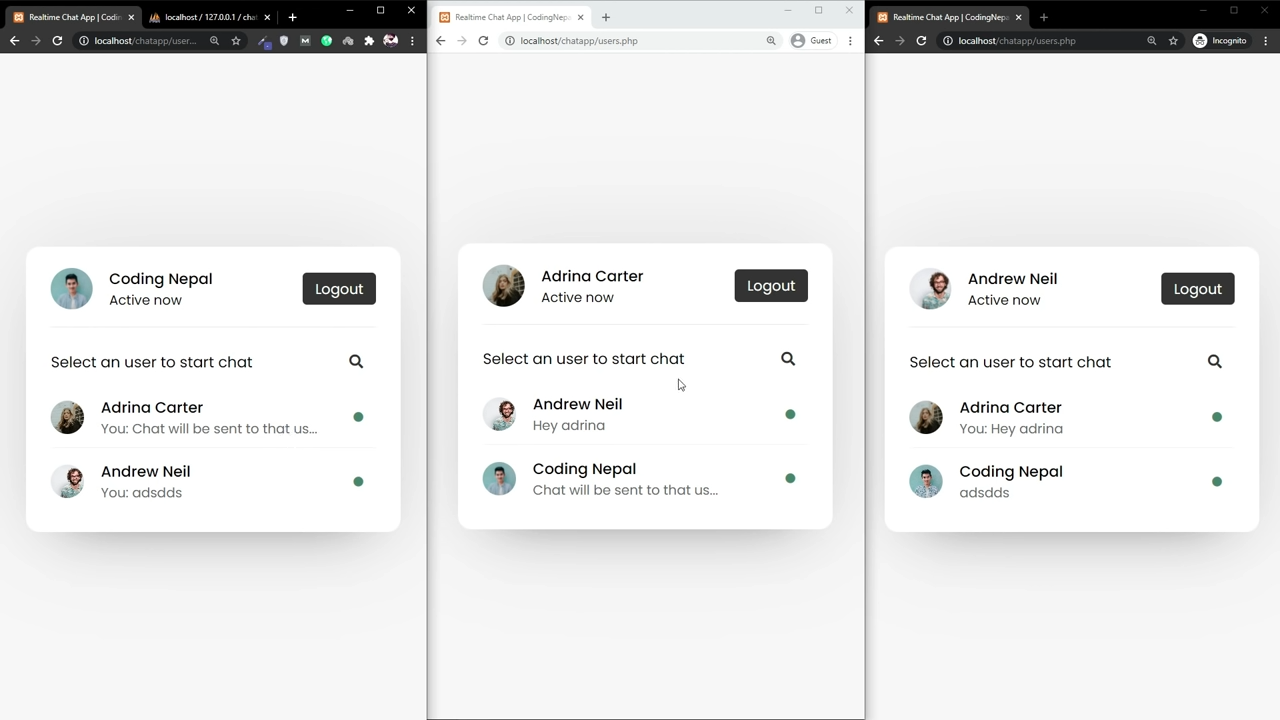 Realtime Chat App | Codin
localhost / 127.0.0.1 / chat
localhost/chatapp/user...
Coding Nepal
Active now
Logout
Select an user to start chat
Adrina Carter
You: Chat will be sent to that us...
Andrew Neil
You: adsdds
Realtime Chat App | CodingNepa
localhost/chatapp/users.php
Guest
Adrina Carter
Active now
Logout
Select an user to start chat
Andrew Neil
Hey adrina
Coding Nepal
Chat will be sent to that us...
Realtime Chat App | CodingNep
localhost/chatapp/users.php
Incognito
Andrew Neil
Active now
Logout
Select an user to start chat
Adrina Carter
You: Hey adrina
Coding Nepal
adsdds